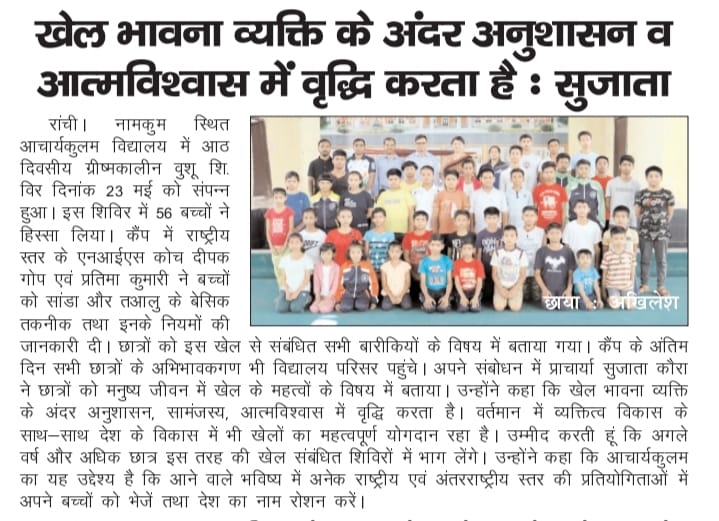 खेल भावना व्यक्ति के अंदर अनुशासन व
आत्मविश्वास में वृद्धि करता है : सुजाता
रांची। नामकुम स्थित
आचार्यकुलम विद्यालय में आठ
दिवसीय ग्रीष्मकालीन वुशू शि.
विर दिनांक 23 मई को संपन्न
हुआ। इस शिविर में 56 बच्चों ने
हिस्सा लिया। कैंप में राष्ट्रीय
स्तर के एनआईएस कोच दीपक
गोप एवं प्रतिमा कुमारी ने बच्चों
को सांडा और तआलु के बेसिक
तकनीक तथा इनके नियमों की
छाया : अखिलेश
जानकारी दी। छात्रों को इस खेल से संबंधित सभी बारीकियों के विषय में बताया गया। कैंप के अंतिम
दिन सभी छात्रों के अभिभावकगण भी विद्यालय परिसर पहुंचे। अपने संबोधन में प्राचार्या सुजाता कौरा
ने छात्रों को मनुष्य जीवन में खेल के महत्वों के विषय में बताया। उन्होंने कहा कि खेल भावना व्यक्ति
के अंदर अनुशासन, सामंजस्य, आत्मविश्वास में वृद्धि करता है। वर्तमान में व्यक्तित्व विकास के
साथ–साथ देश के विकास में भी खेलों का महत्वपूर्ण योगदान रहा है। उम्मीद करती हूं कि अगले
वर्ष और अधिक छात्र इस तरह की खेल संबंधित शिविरों में भाग लेंगे। उन्होंने कहा कि आचार्यकुलम
का यह उद्देश्य है कि आने वाले भविष्य में अनेक राष्ट्रीय एवं अंतरराष्ट्रीय स्तर की प्रतियोगिताओं में
अपने बच्चों को भेजें तथा देश का नाम रोशन करें।